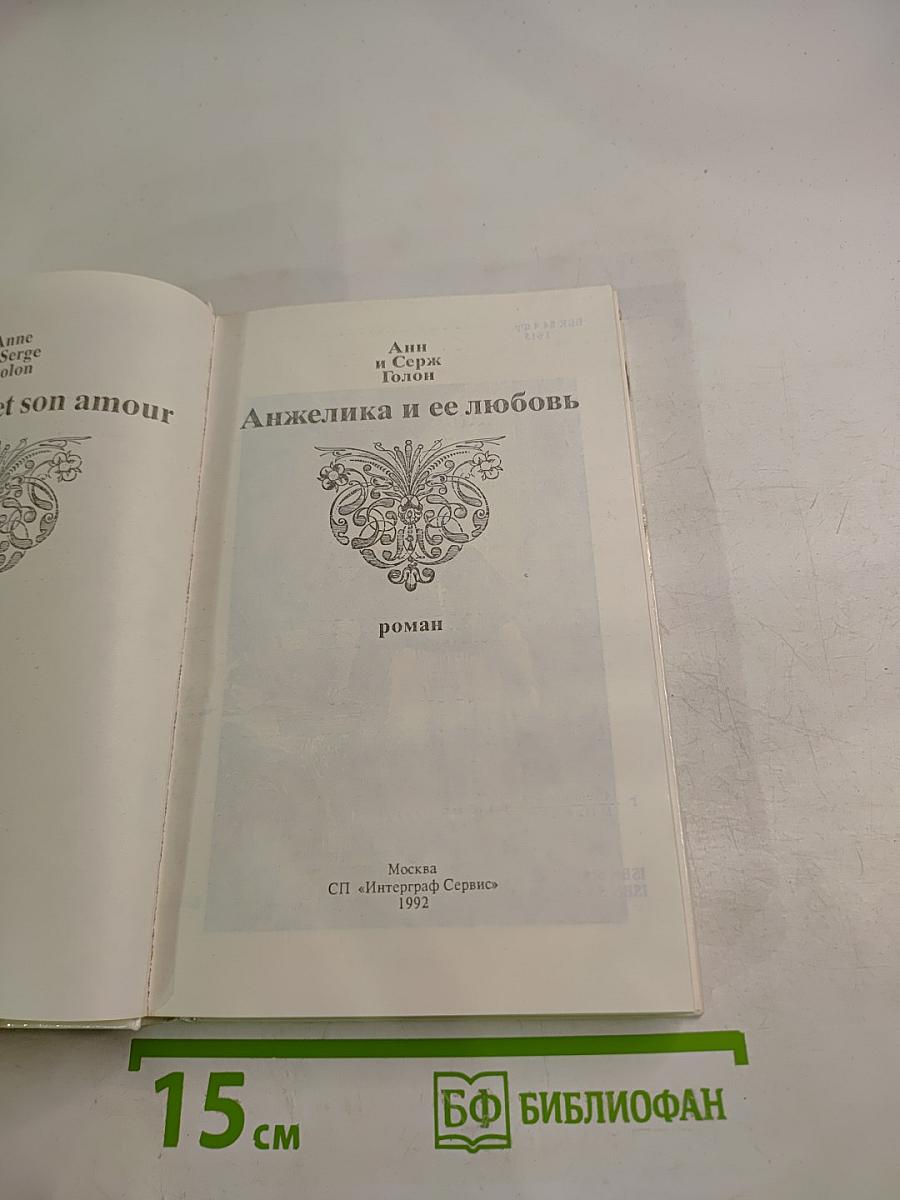 Anne
Serge
olon
et son amour
Анн
и Серж
Голон
Анжелика и ее любовь
роман
Москва
СП «Интерграф Сервис»
1992
15 см
БФ БИБЛИОФАН